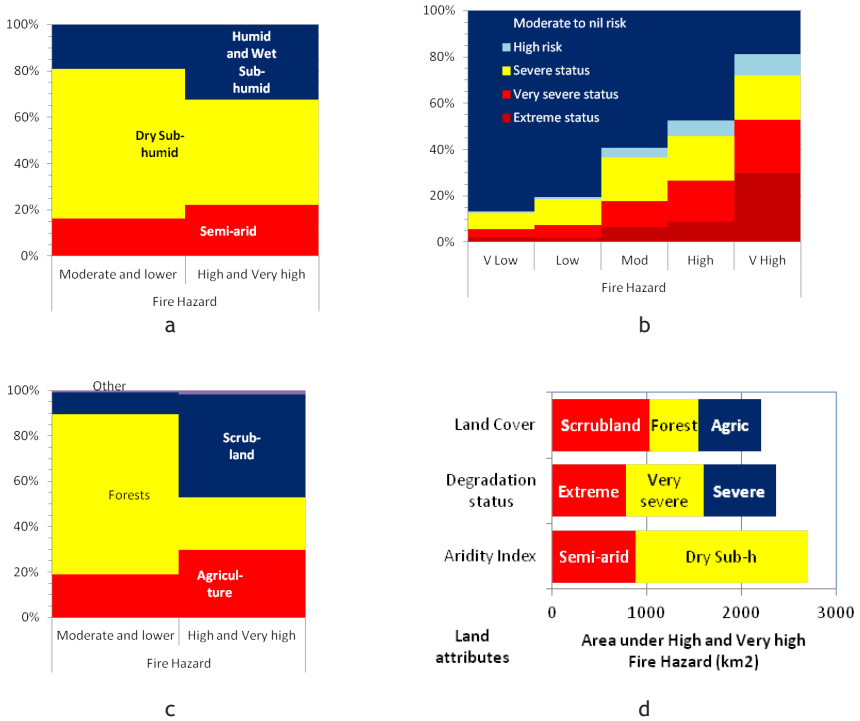 100%
80%
60%
40%
20%
0%
Humid
and Wet
Sub-
humid
Dry Sub-
humid
Semi-arid
Moderate and lower
High and Very high
Fire Hazard
a
100%
80%
60%
40%
20%
0%
Moderate to nil risk
High risk
Severe status
Very severe status
Extreme status
V Low
Low
Mod
High
V High
Fire Hazard
b
100%
80%
60%
40%
20%
0%
Other
Scrub-
land
Forests
Agricul-
ture
Moderate and lower
High and Very high
Fire Hazard
c
Land Cover
Scrrubland
Forest
Agric
Degradation
status
Extreme
Very
severe
Severe
Aridity Index
Semi-arid
Dry Sub-h
0
1000
2000
3000
Land
attributes
Area under High and Very high
Fire Hazard (km2)
d